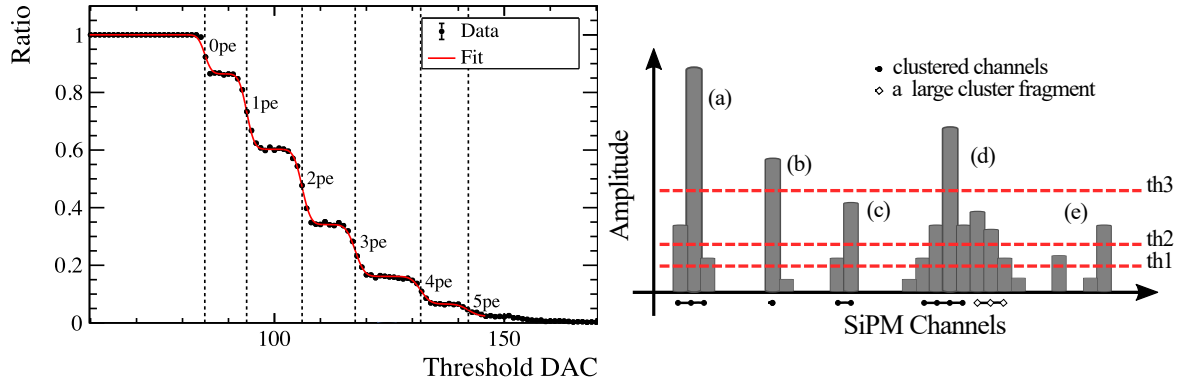 Ratio
1
0.8
0.6
0.4
0.2
0
0pe
1pe
2pe
3pe
4pe
5pe
Data
Fit
100
150
Threshold DAC
Amplitude
clustered channels
a large cluster fragment
(a)
(b)
(c)
(d)
(e)
th3
th2
th1
SiPM Channels